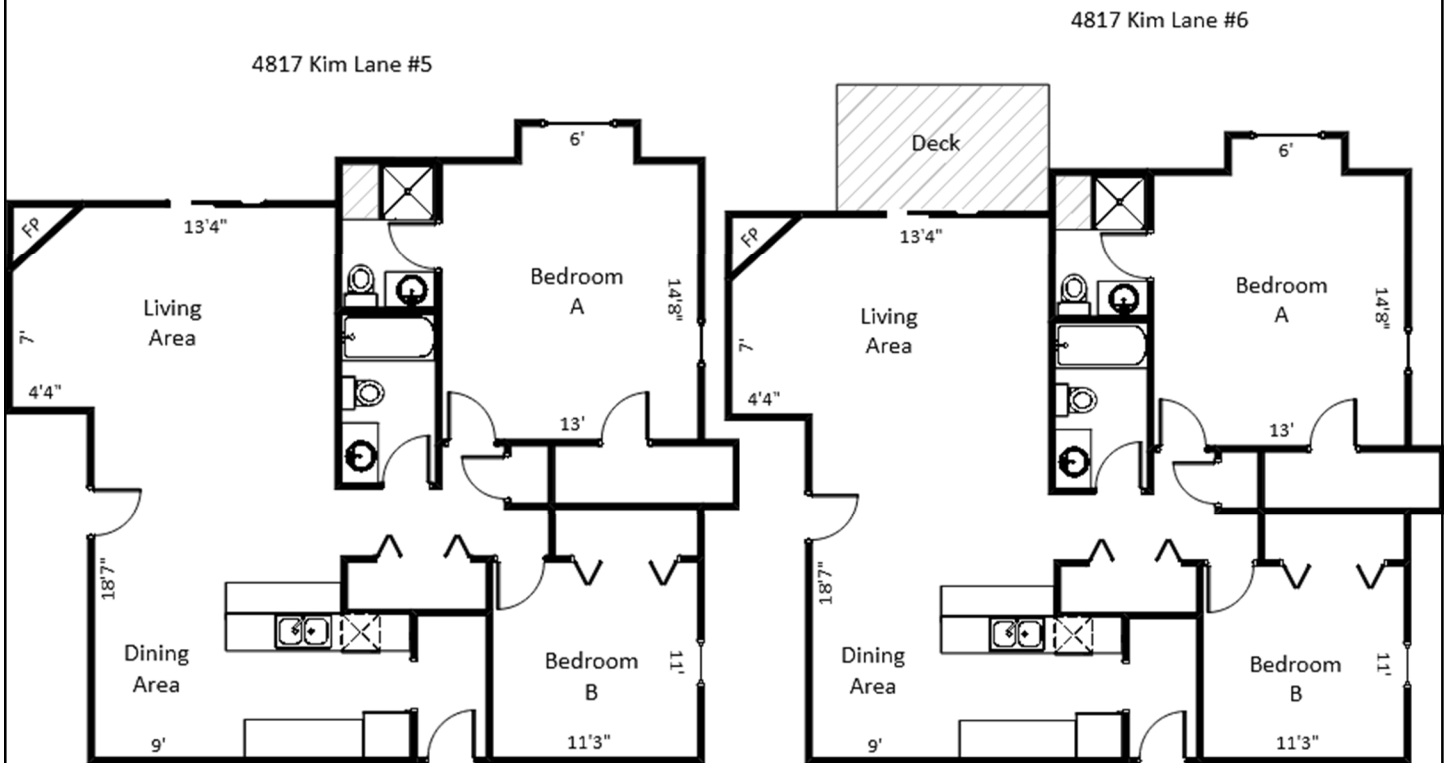 4817 Kim Lane #5
6'
FP
13'4"
Bedroom
A
14'8"
Living
Area
7'
4'4"
13'
18'7"
Dining
Area
Bedroom
B
11'
9'
11'3"
4817 Kim Lane #6
Deck
6'
FP
13'4"
Bedroom
A
14'8"
Living
Area
7'
4'4"
13'
18'7"
Dining
Area
Bedroom
B
11'
9'
11'3"